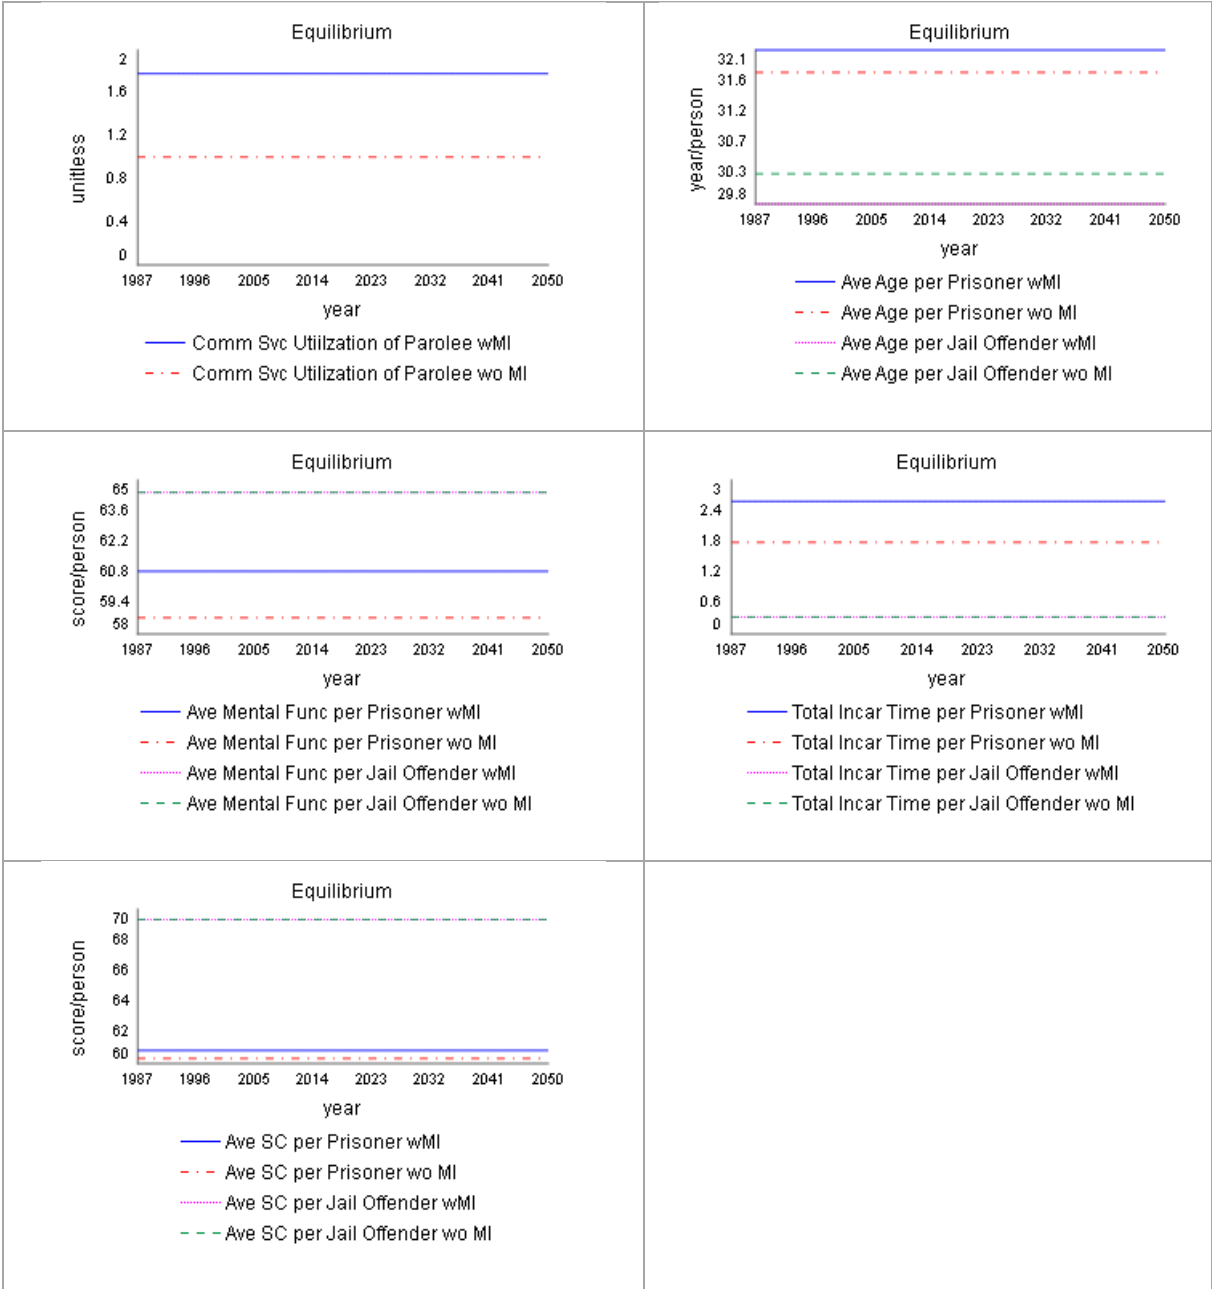 Equilibrium
2
1.6
1.2
0.8
0.4
0
unitless
1987 1996 2005 2014 2023 2032 2041 2050
year
Comm Svc Utiilzation of Parolee wMI
Comm Svc Utilization of Parolee wo MI
Equilibrium
32.1
31.6
31.2
30.7
30.3
29.8
year/person
1987 1996 2005 2014 2023 2032 2041 2050
year
Ave Age per Prisoner wMI
Ave Age per Prisoner wo MI
Ave Age per Jail Offender wMI
Ave Age per Jail Offender wo MI
Equilibrium
65
63.6
62.2
60.8
59.4
58
score/person
1987 1996 2005 2014 2023 2032 2041 2050
year
Ave Mental Func per Prisoner wMI
Ave Mental Func per Prisoner wo MI
Ave Mental Func per Jail Offender wMI
Ave Mental Func per Jail Offender wo MI
Equilibrium
3
2.4
1.8
1.2
0.6
0
1987 1996 2005 2014 2023 2032 2041 2050
year
Total Incar Time per Prisoner wMI
Total Incar Time per Prisoner wo MI
Total Incar Time per Jail Offender wMI
Total Incar Time per Jail Offender wo MI
Equilibrium
70
68
66
64
62
60
score/person
1987 1996 2005 2014 2023 2032 2041 2050
year
Ave SC per Prisoner wMI
Ave SC per Prisoner wo MI
Ave SC per Jail Offender wMI
Ave SC per Jail Offender wo MI